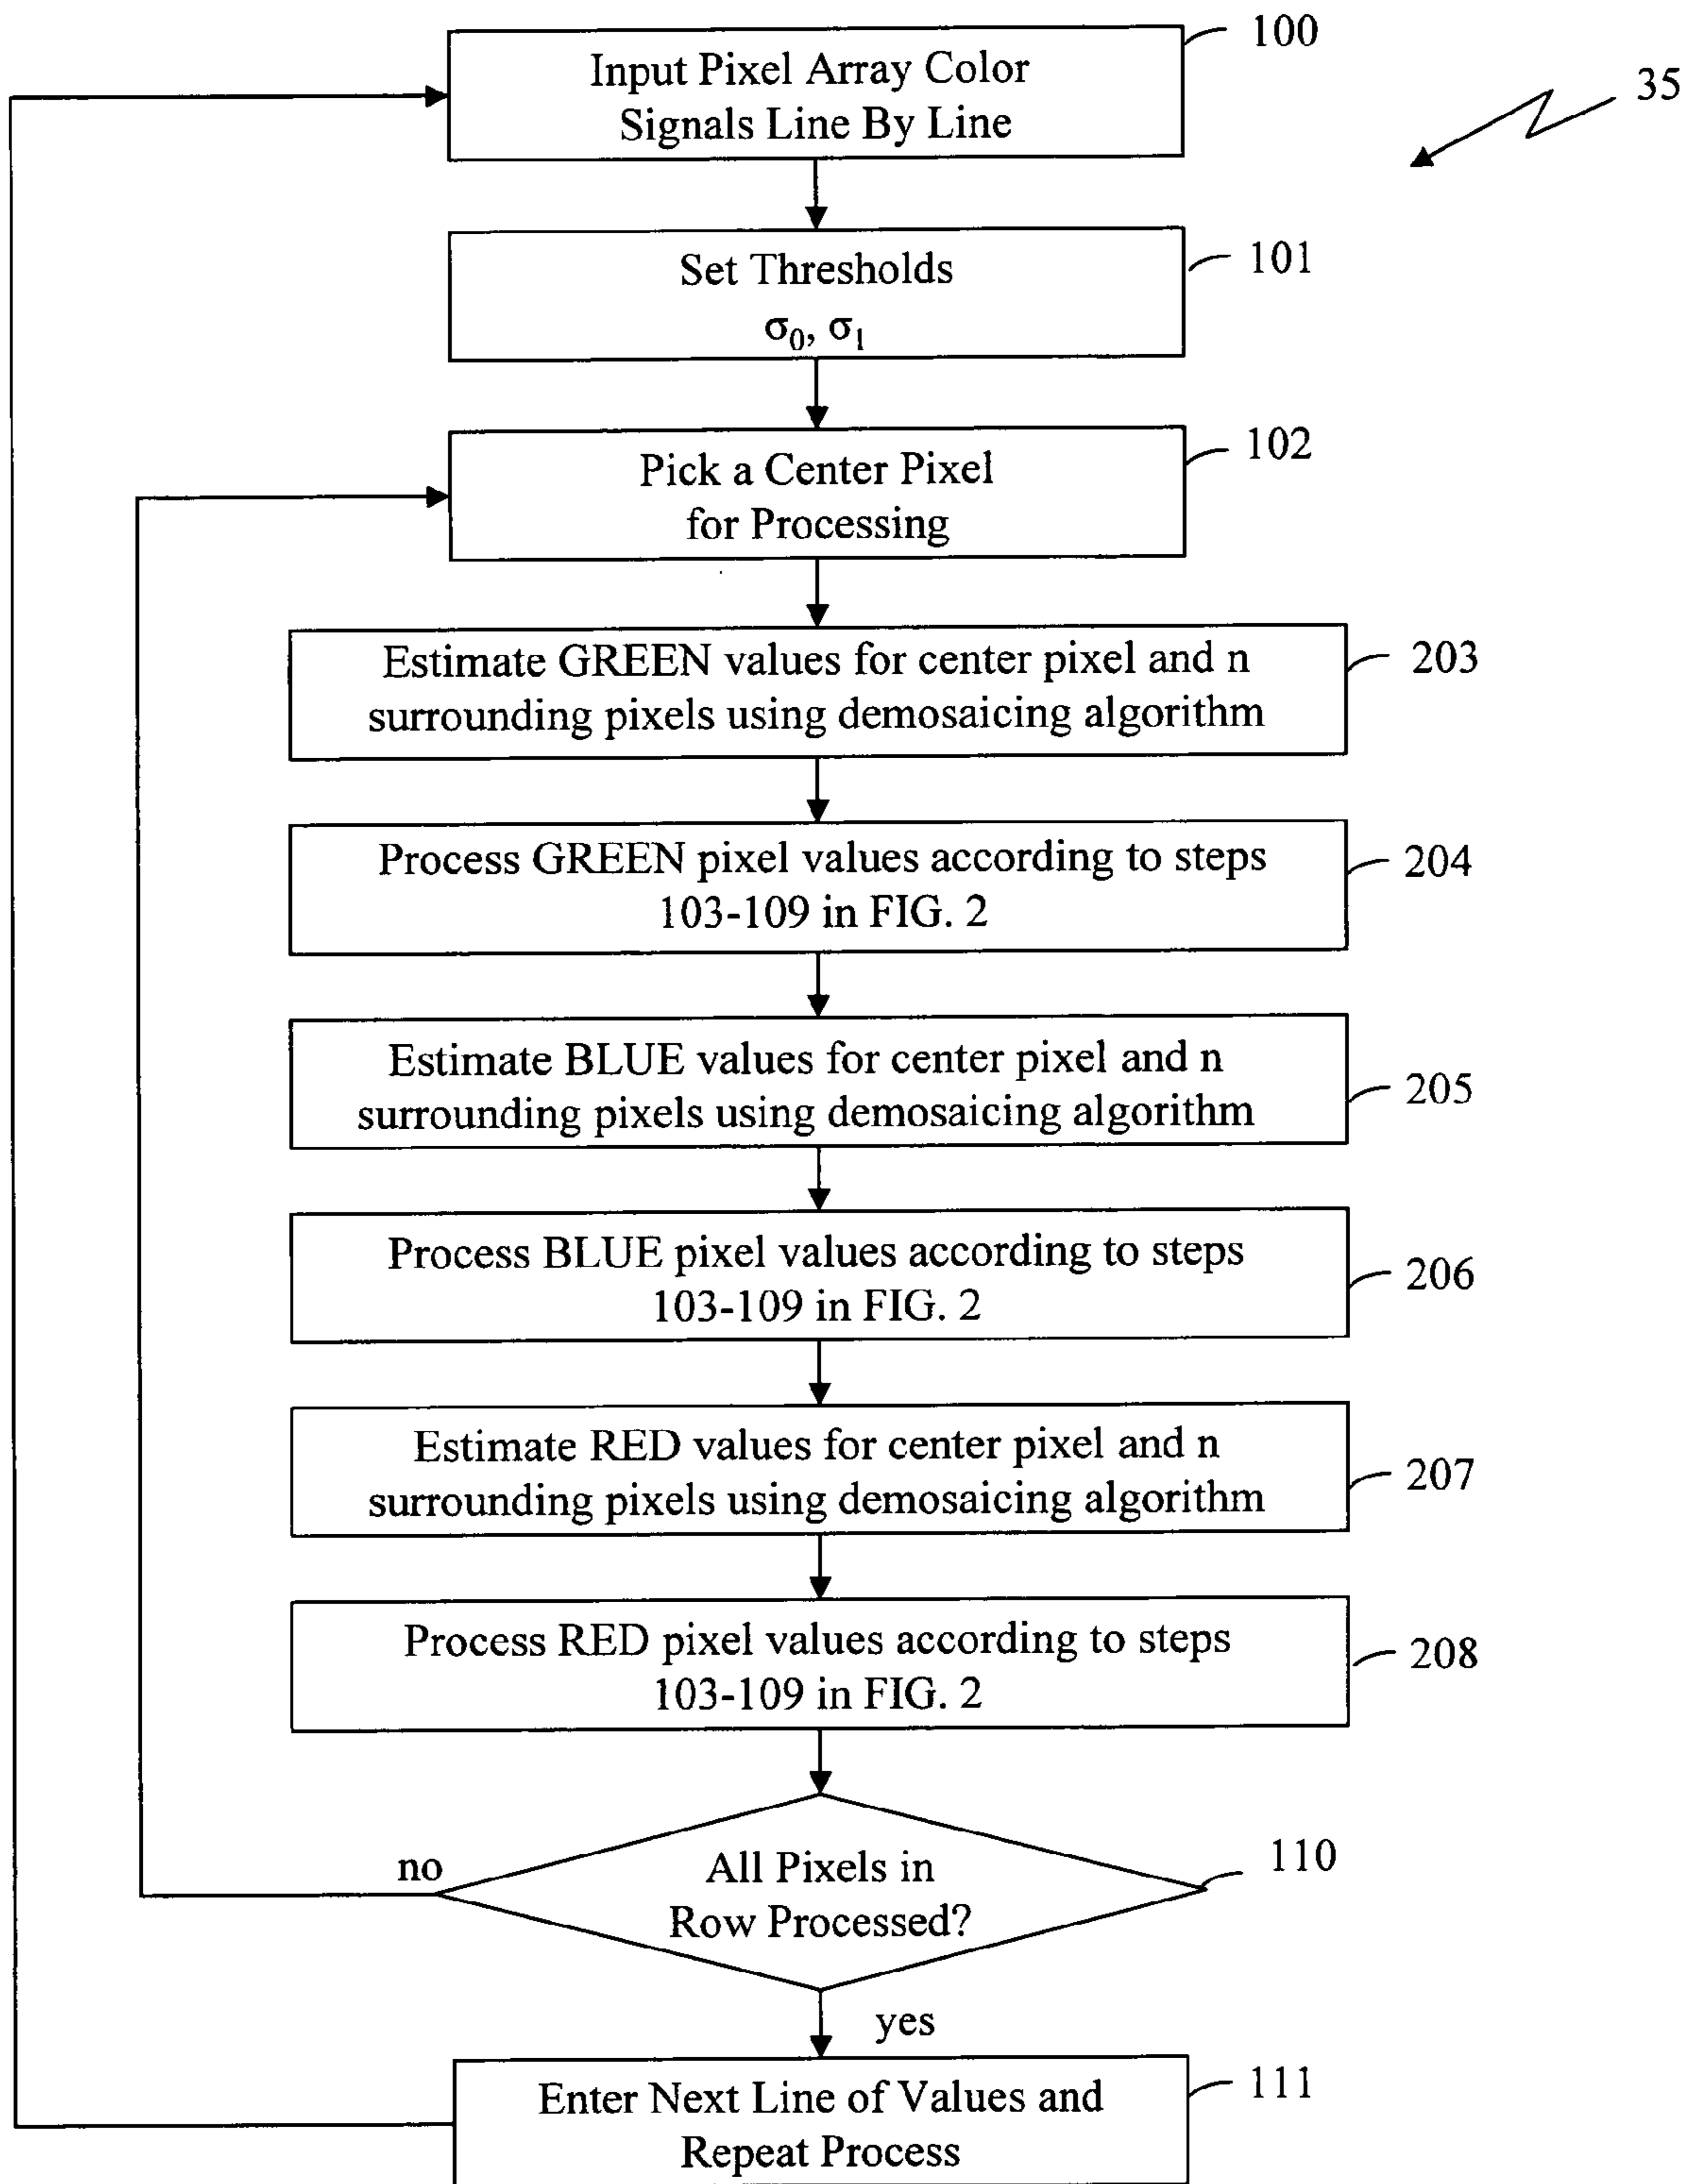 100
Input Pixel Array Color
Signals Line By Line
35
Set Thresholds
σ₀, σ₁
101
Pick a Center Pixel
for Processing
102
Estimate GREEN values for center pixel and n
surrounding pixels using demosaicing algorithm
203
Process GREEN pixel values according to steps
103-109 in FIG. 2
204
Estimate BLUE values for center pixel and n
surrounding pixels using demosaicing algorithm
205
Process BLUE pixel values according to steps
103-109 in FIG. 2
206
Estimate RED values for center pixel and n
surrounding pixels using demosaicing algorithm
207
Process RED pixel values according to steps
103-109 in FIG. 2
208
no
All Pixels in
Row Processed?
110
yes
Enter Next Line of Values and
Repeat Process
111